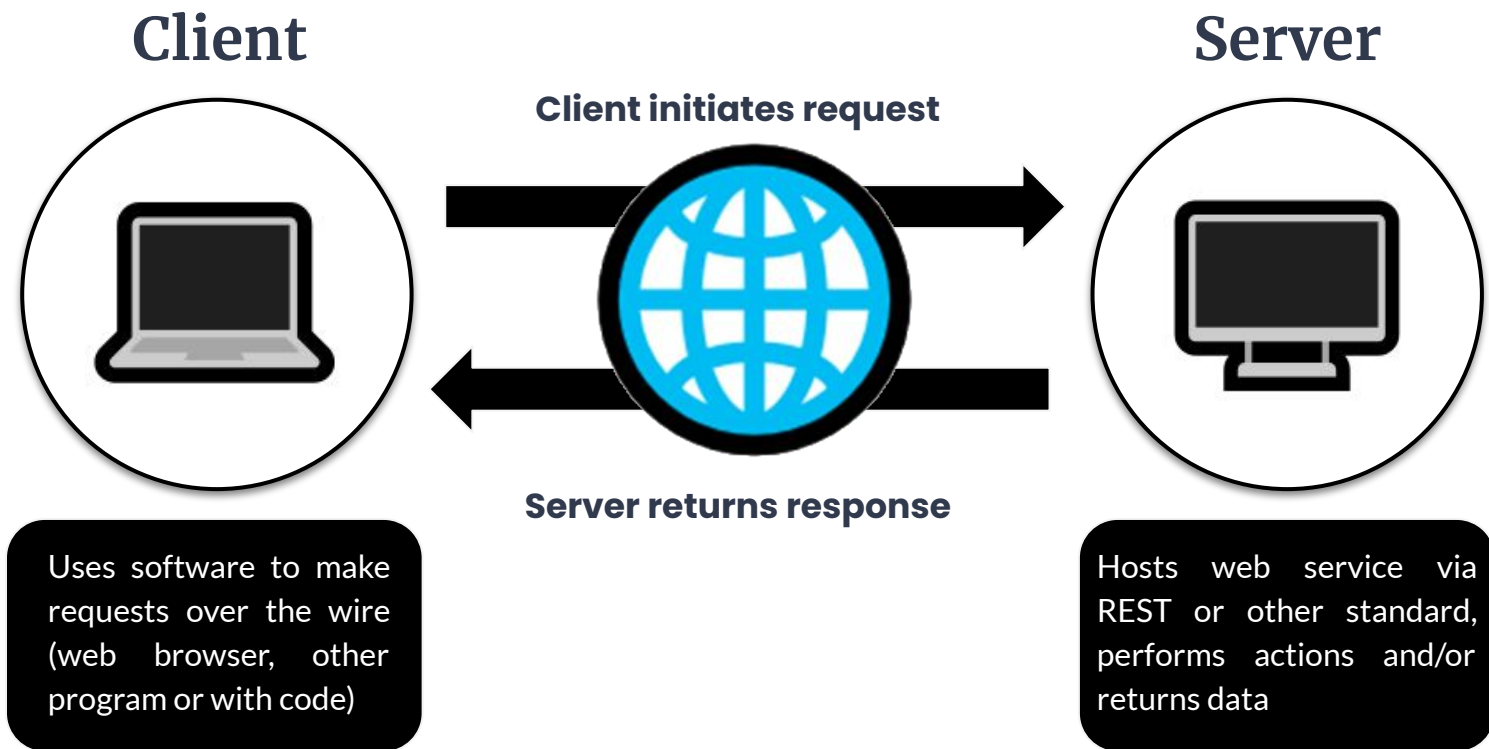 Client
Server
Client initiates request
Server returns response
Uses software to make
requests over the wire
(web browser, other
program or with code)
Hosts web service via
REST or other standard,
performs actions and/or
returns data